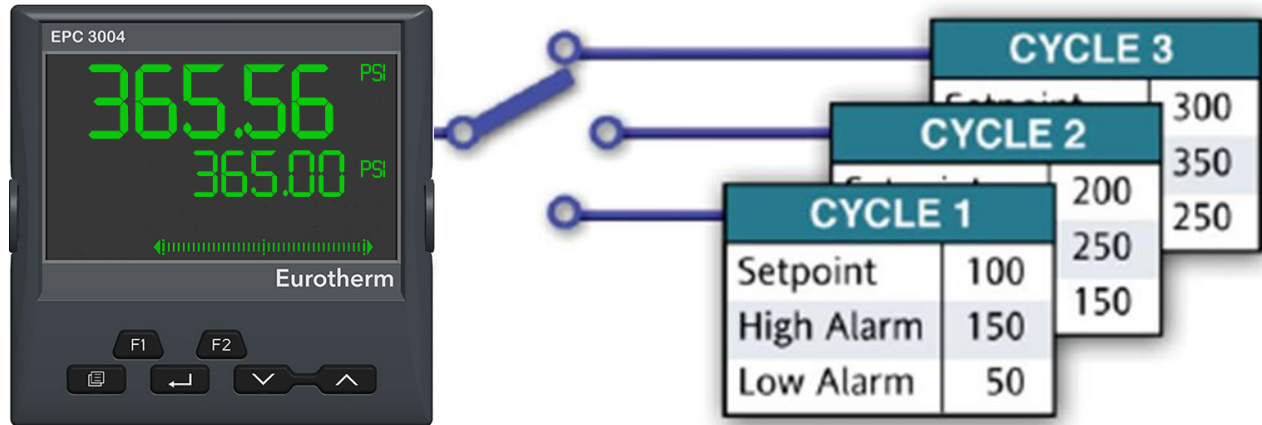 EPC 3004
365.56 PSI
365.00 PSI
Eurotherm
F1 F2
CYCLE 3
300
350
250
CYCLE 2
200
250
150
CYCLE 1
Setpoint 100
High Alarm 150
Low Alarm 50